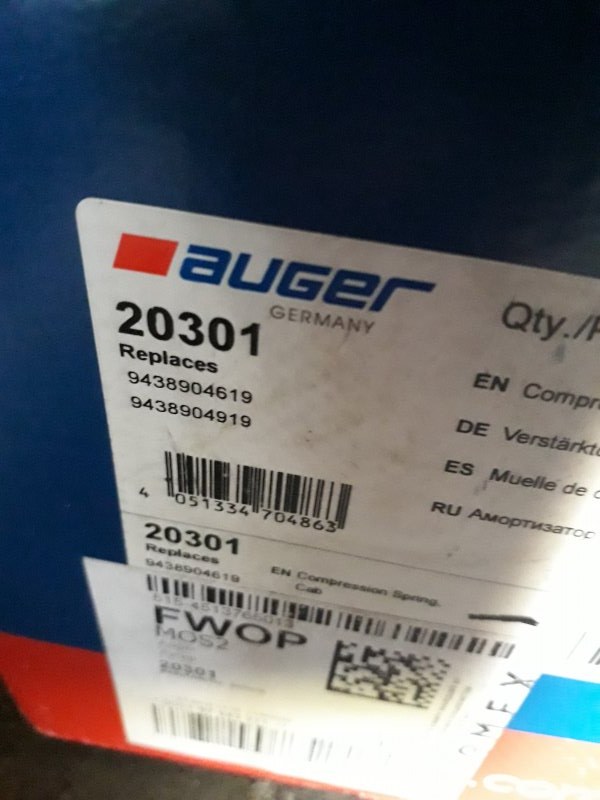 auger
GERMANY
20301
Replaces
9438904619
9438904919
Qty./
EN Compr
DE Verstärkt
ES Muelle de
RU Амортизатор
4 051334 704863
20301
Replaces
9438904619
EN Compression Spring,
Cab
FWOP
MOS2
20301